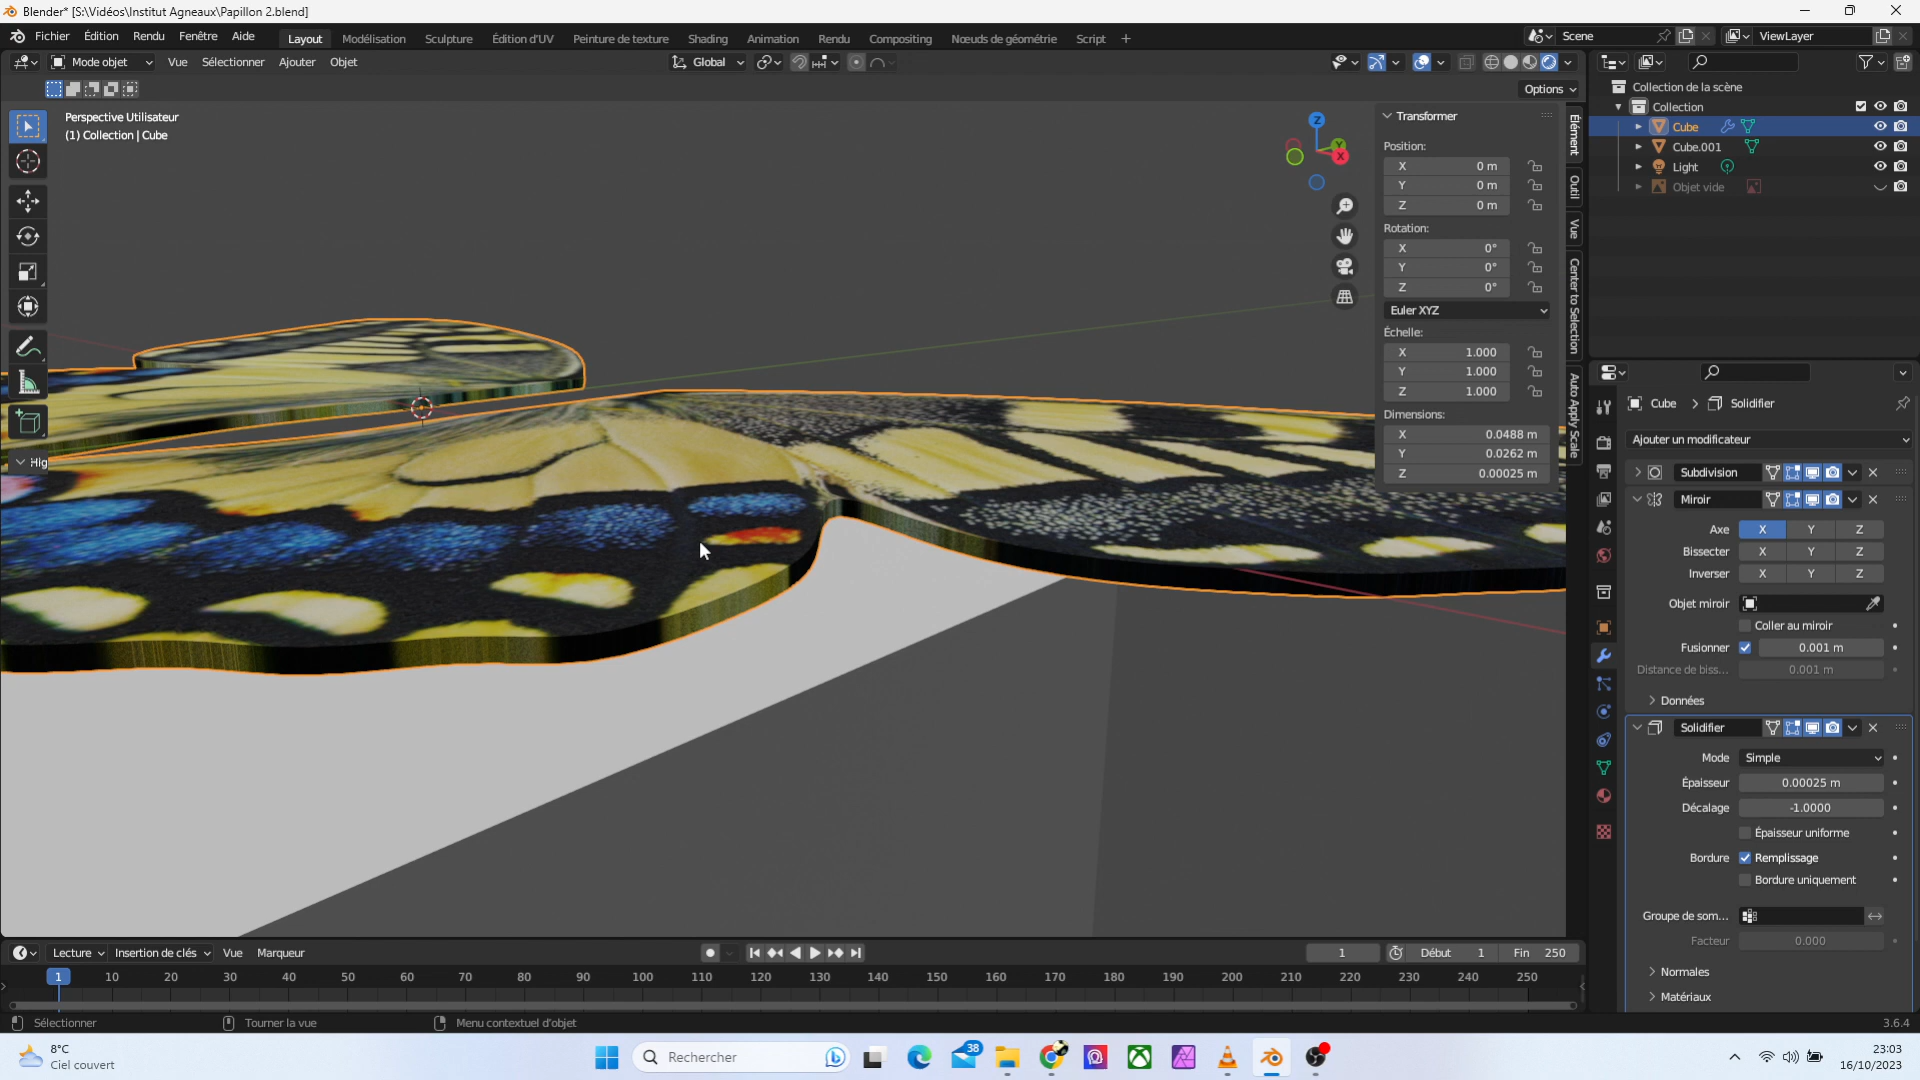 Blender* [S:\Vidéos\Institut Agneaux\Papillon 2.blend]
Fichier Édition Rendu Fenêtre Aide Layout Modélisation Sculpture Édition d'UV Peinture de texture Shading Animation Rendu Compositing Nœuds de géométrie Script + Scene ViewLayer
Mode objet Vue Sélectionner Ajouter Objet Global
Options
Perspective Utilisateur
(1) Collection | Cube
Hig
Z
Y
X
Transformer
Position:
X 0 m
Y 0 m
Z 0 m
Rotation:
X 0°
Y 0°
Z 0°
Euler XYZ
Échelle:
X 1.000
Y 1.000
Z 1.000
Dimensions:
X 0.0488 m
Y 0.0262 m
Z 0.00025 m
Élément
Outil
Vue
Center to Selection
Auto Apply Scale
Collection de la scène
Collection
Cube
Cube.001
Light
Objet vide
Cube > Solidifier
Ajouter un modificateur
Subdivision
Miroir
Axe X Y Z
Bissecter X Y Z
Inverser X Y Z
Objet miroir
Coller au miroir
Fusionner 0.001 m
Distance de biss... 0.001 m
Données
Solidifier
Mode Simple
Épaisseur 0.00025 m
Décalage -1.0000
Épaisseur uniforme
Bordure Remplissage
Bordure uniquement
Groupe de som...
Facteur 0.000
Normales
Matériaux
Lecture Insertion de clés Vue Marqueur 1 Début 1 Fin 250
1 10 20 30 40 50 60 70 80 90 100 110 120 130 140 150 160 170 180 190 200 210 220 230 240 250
Sélectionner Tourner la vue Menu contextuel d'objet 3.6.4
8°C
Ciel couvert
Rechercher
38
23:03
16/10/2023